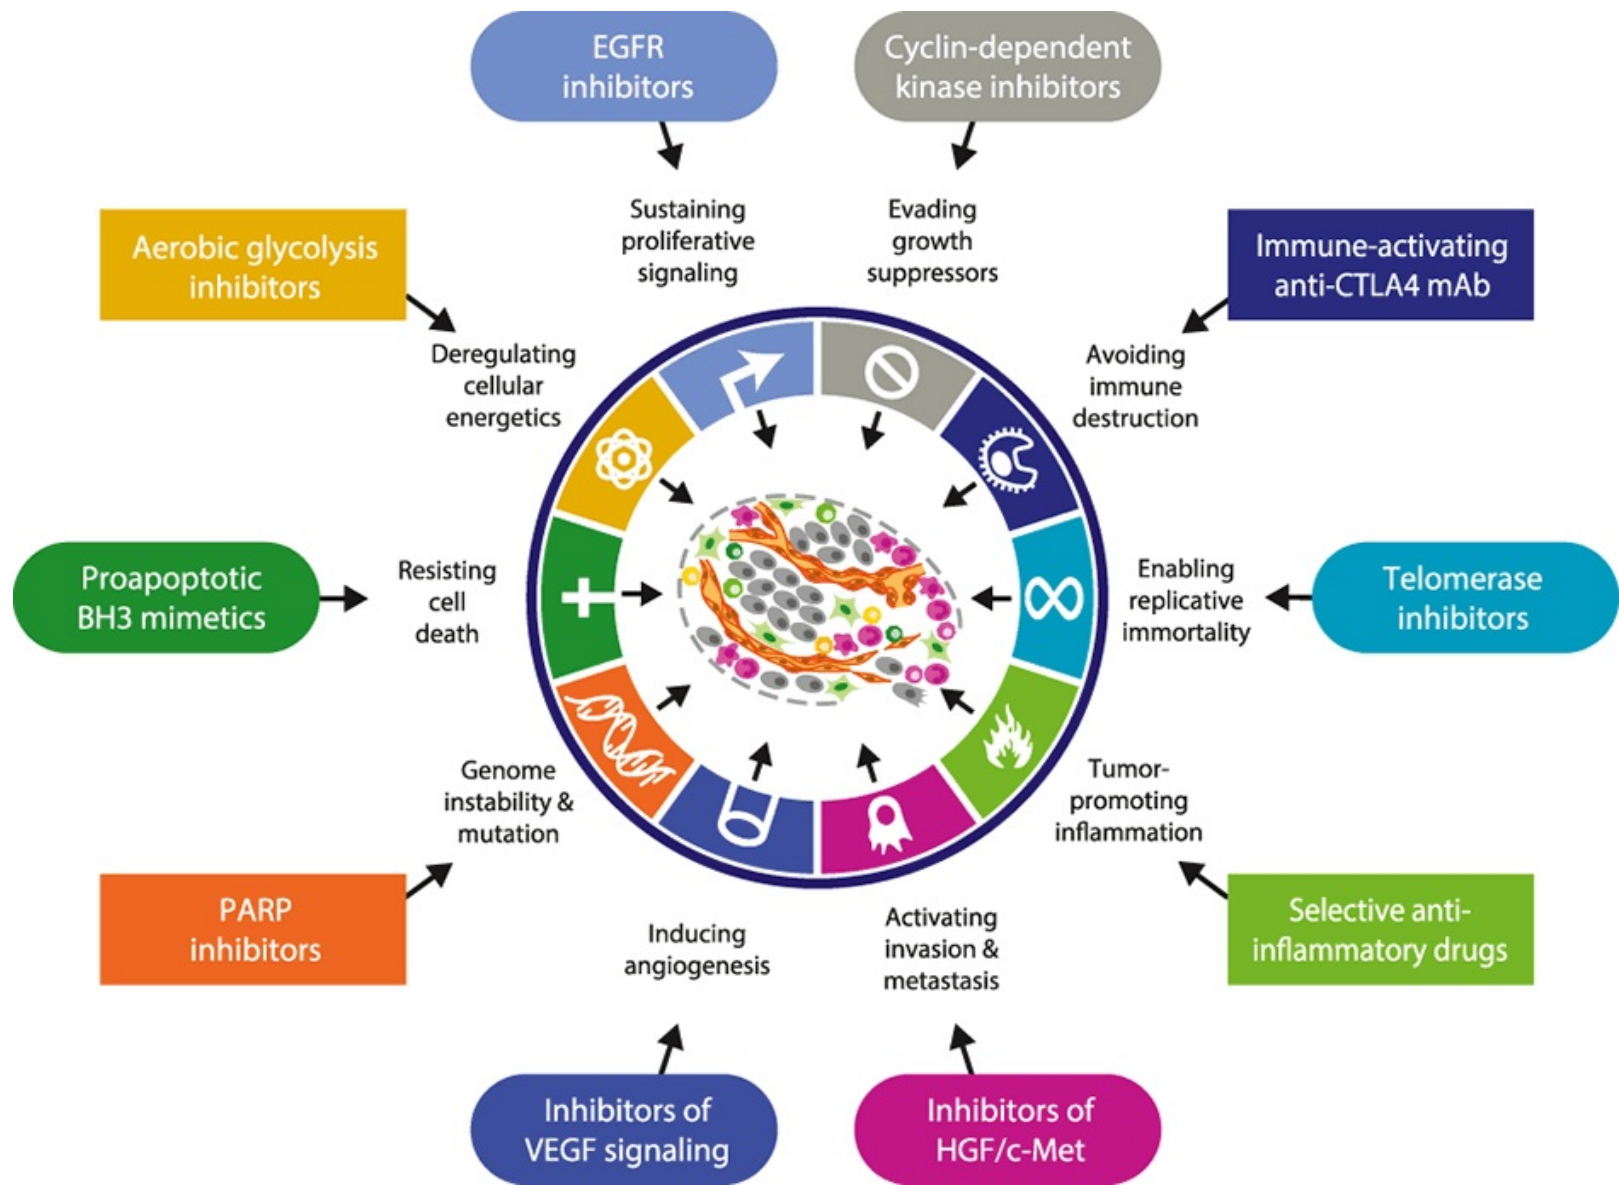 EGFR
inhibitors
Cyclin-dependent
kinase inhibitors
Sustaining
proliferative
signaling
Evading
growth
suppressors
Aerobic glycolysis
inhibitors
Immune-activating
anti-CTLA4 mAb
Deregulating
cellular
energetics
Avoiding
immune
destruction
Proapoptotic
BH3 mimetics
Resisting
cell
death
Enabling
replicative
immortality
Telomerase
inhibitors
Genome
instability &
mutation
Tumor-
promoting
inflammation
PARP
inhibitors
Selective anti-
inflammatory drugs
Inducing
angiogenesis
Activating
invasion &
metastasis
Inhibitors of
VEGF signaling
Inhibitors of
HGF/c-Met